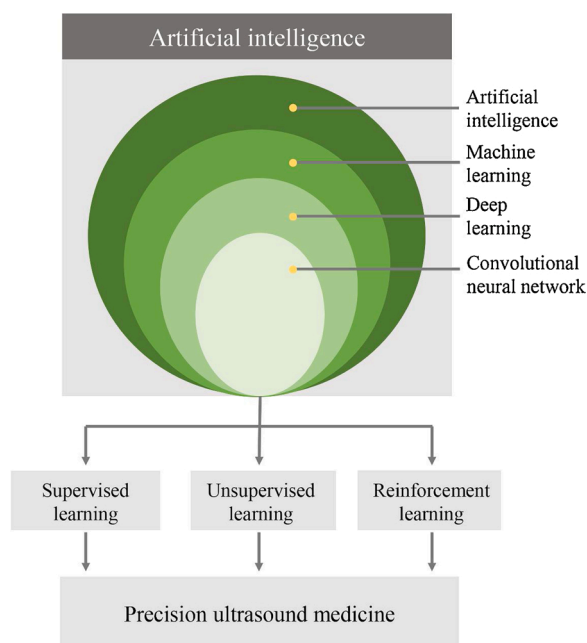 Artificial intelligence
Artificial
intelligence
Machine
learning
Deep
learning
Convolutional
neural network
Supervised
learning
Unsupervised
learning
Reinforcement
learning
Precision ultrasound medicine